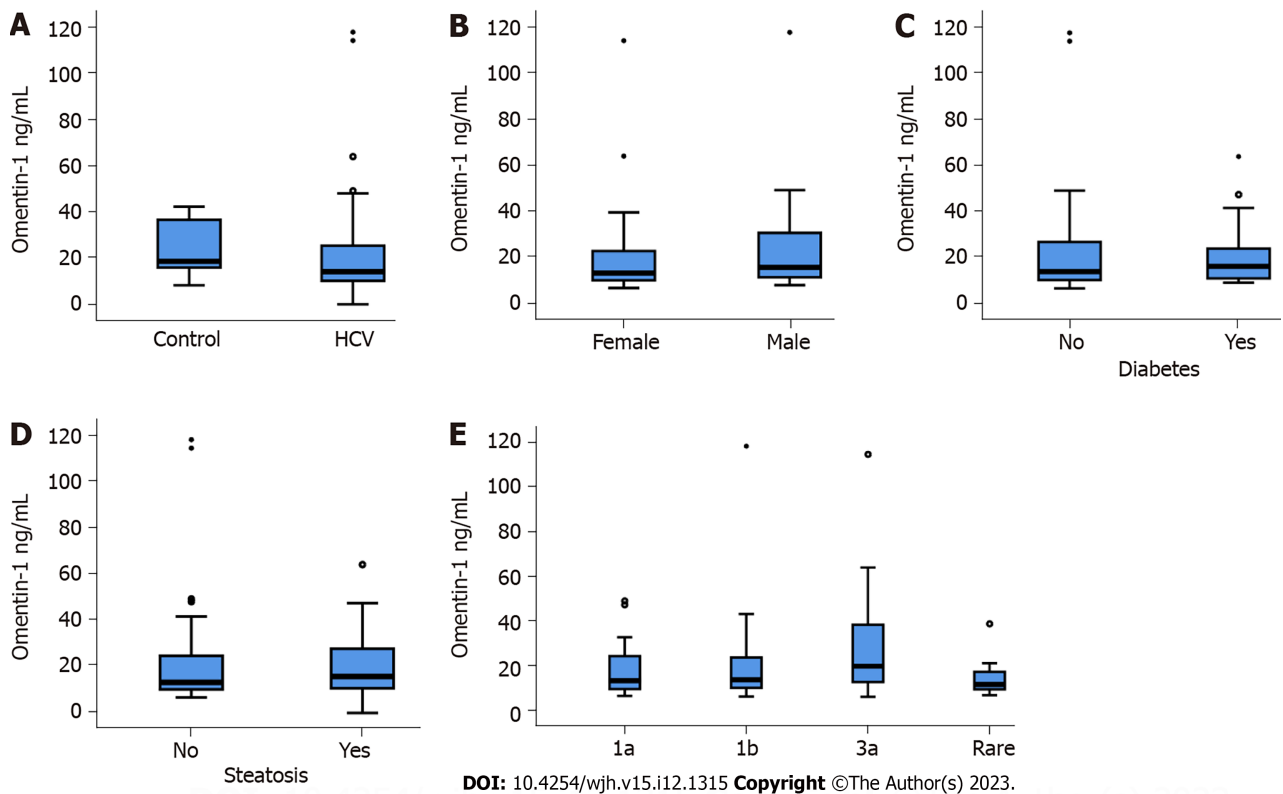 A
Omentin-1 ng/mL
120
100
80
60
40
20
0
Control HCV
B
Omentin-1 ng/mL
120
100
80
60
40
20
0
Female Male
C
Omentin-1 ng/mL
120
100
80
60
40
20
0
No Yes
Diabetes
D
Omentin-1 ng/mL
120
100
80
60
40
20
0
No Yes
Steatosis
E
Omentin-1 ng/mL
120
100
80
60
40
20
0
1a 1b 3a Rare
DOI: 10.4254/wjh.v15.i12.1315 Copyright ©The Author(s) 2023.